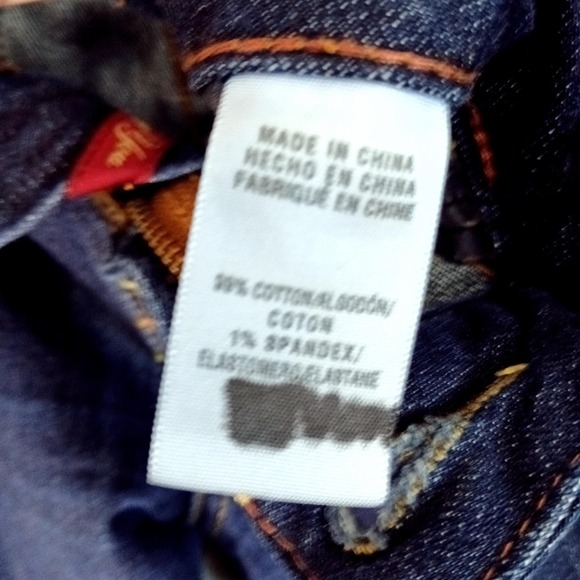 MADE IN CHINA
HECHO EN CHINA
FABRIQUÉ EN CHINE
99% COTTON/ALGODÓN/
COTON
1% SPANDEX/
ELASTOMERO/ELASTANE